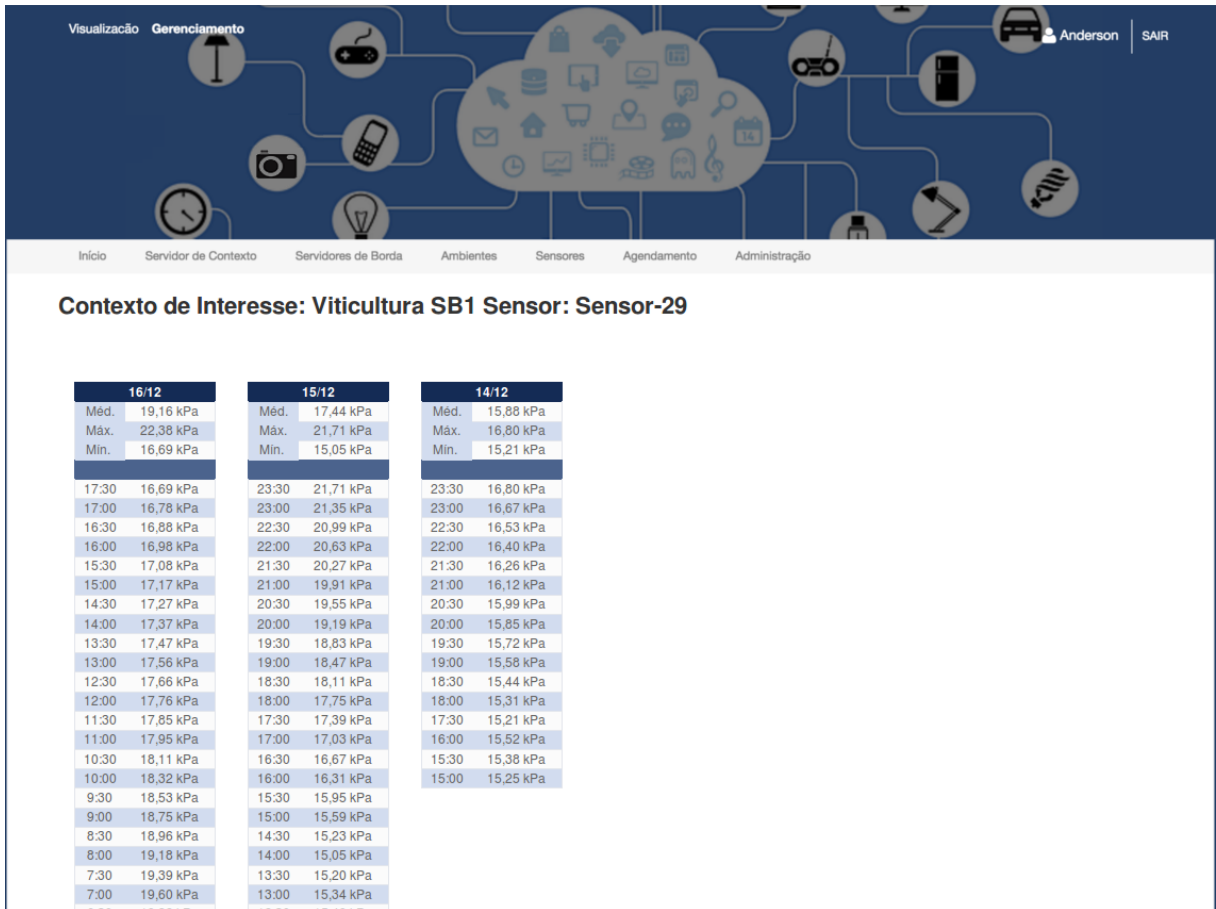 Visualizacão Gerenciamento
Anderson SAIR
14
Início Servidor de Contexto Servidores de Borda Ambientes Sensores Agendamento Administração
Contexto de Interesse: Viticultura SB1 Sensor: Sensor-29
16/12 15/12 14/12
Méd. 19,16 kPa Méd. 17,44 kPa Méd. 15,88 kPa
Máx. 22,38 kPa Máx. 21,71 kPa Máx. 16,80 kPa
Mín. 16,69 kPa Mín. 15,05 kPa Mín. 15,21 kPa
17:30 16,69 kPa 23:30 21,71 kPa 23:30 16,80 kPa
17:00 16,78 kPa 23:00 21,35 kPa 23:00 16,67 kPa
16:30 16,88 kPa 22:30 20,99 kPa 22:30 16,53 kPa
16:00 16,98 kPa 22:00 20,63 kPa 22:00 16,40 kPa
15:30 17,08 kPa 21:30 20,27 kPa 21:30 16,26 kPa
15:00 17,17 kPa 21:00 19,91 kPa 21:00 16,12 kPa
14:30 17,27 kPa 20:30 19,55 kPa 20:30 15,99 kPa
14:00 17,37 kPa 20:00 19,19 kPa 20:00 15,85 kPa
13:30 17,47 kPa 19:30 18,83 kPa 19:30 15,72 kPa
13:00 17,56 kPa 19:00 18,47 kPa 19:00 15,58 kPa
12:30 17,66 kPa 18:30 18,11 kPa 18:30 15,44 kPa
12:00 17,76 kPa 18:00 17,75 kPa 18:00 15,31 kPa
11:30 17,85 kPa 17:30 17,39 kPa 17:30 15,21 kPa
11:00 17,95 kPa 17:00 17,03 kPa 16:00 15,52 kPa
10:30 18,11 kPa 16:30 16,67 kPa 15:30 15,38 kPa
10:00 18,32 kPa 16:00 16,31 kPa 15:00 15,25 kPa
9:30 18,53 kPa 15:30 15,95 kPa
9:00 18,75 kPa 15:00 15,59 kPa
8:30 18,96 kPa 14:30 15,23 kPa
8:00 19,18 kPa 14:00 15,05 kPa
7:30 19,39 kPa 13:30 15,20 kPa
7:00 19,60 kPa 13:00 15,34 kPa